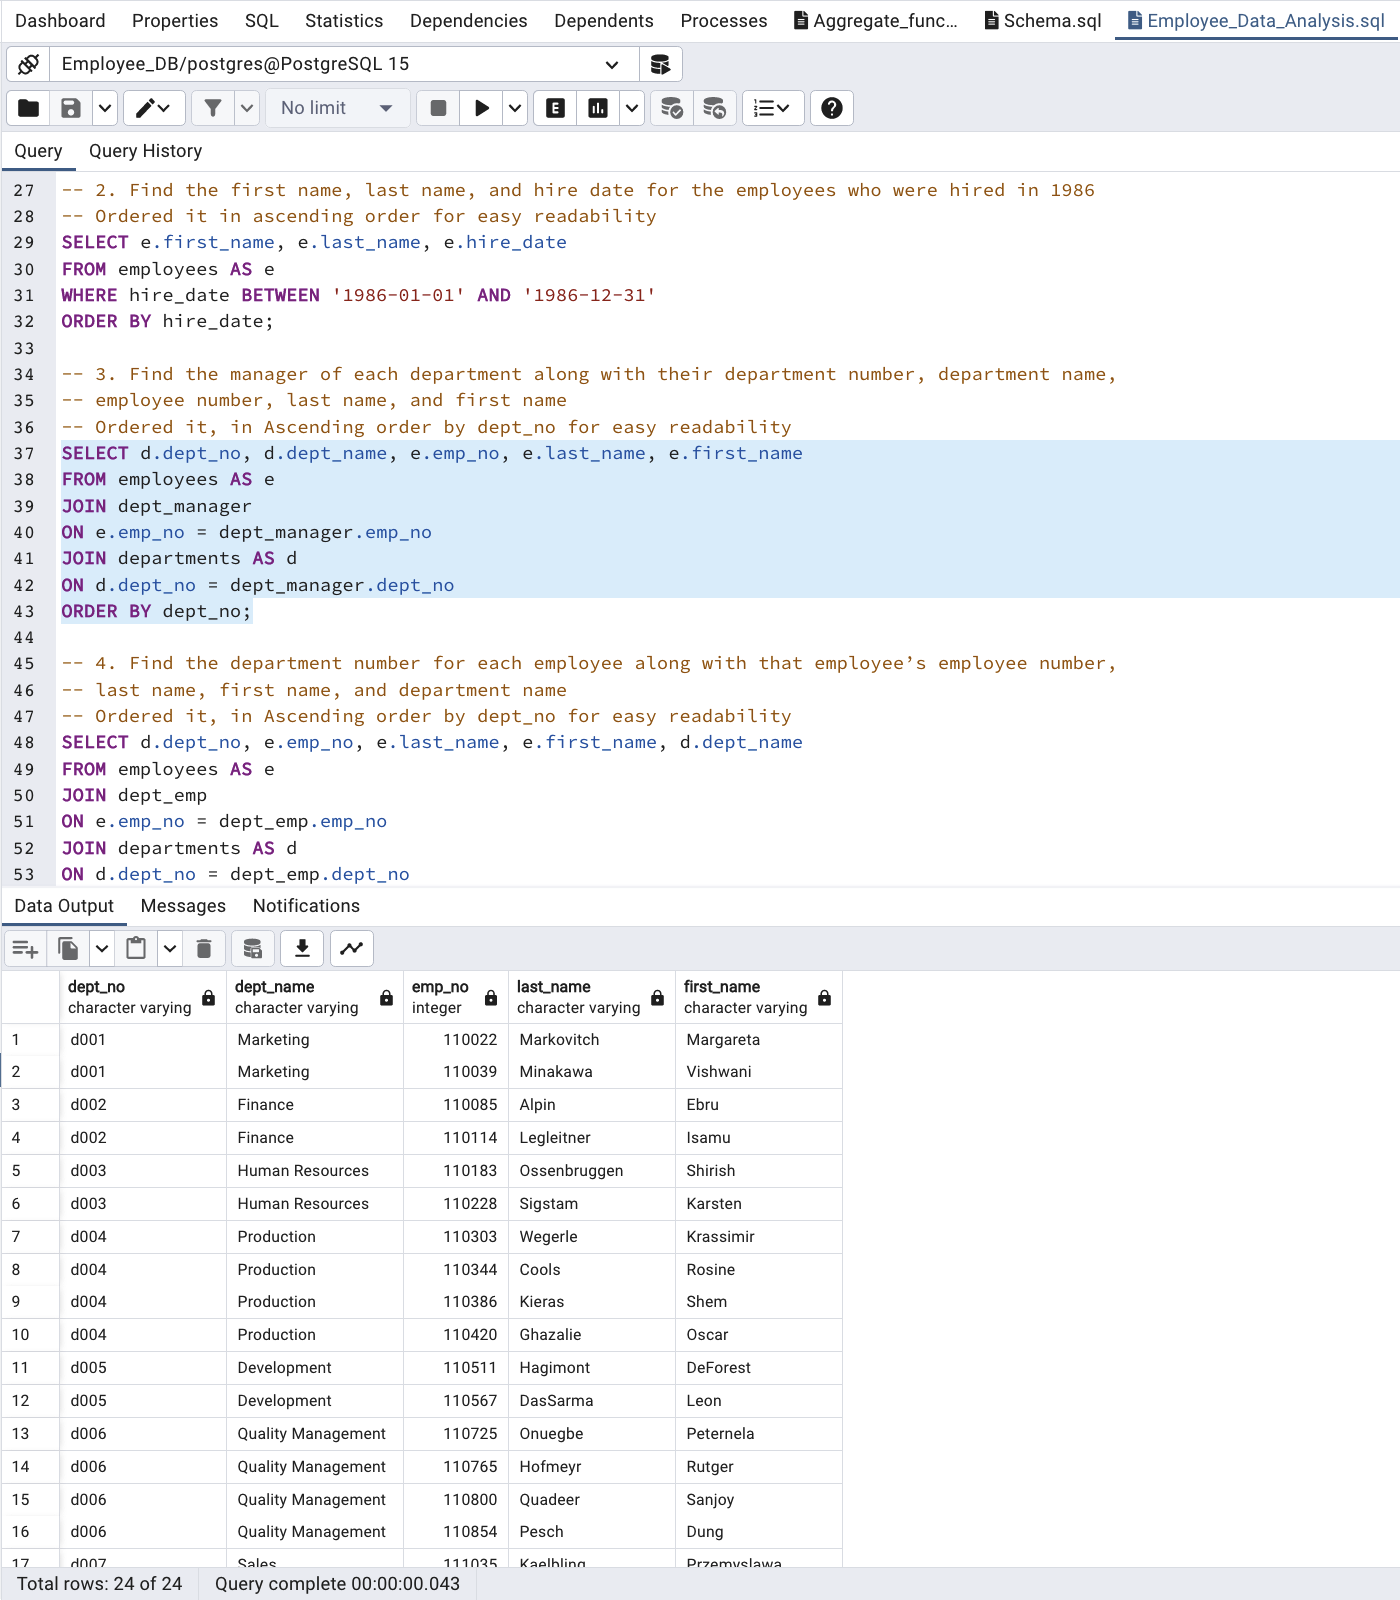 Dashboard Properties SQL Statistics Dependencies Dependents Processes Aggregate_func... Schema.sql Employee_Data_Analysis.sql
Employee_DB/postgres@PostgreSQL 15
No limit E
Query Query History
27 -- 2. Find the first name, last name, and hire date for the employees who were hired in 1986
28 -- Ordered it in ascending order for easy readability
29 SELECT e.first_name, e.last_name, e.hire_date
30 FROM employees AS e
31 WHERE hire_date BETWEEN '1986-01-01' AND '1986-12-31'
32 ORDER BY hire_date;
33
34 -- 3. Find the manager of each department along with their department number, department name,
35 -- employee number, last name, and first name
36 -- Ordered it, in Ascending order by dept_no for easy readability
37 SELECT d.dept_no, d.dept_name, e.emp_no, e.last_name, e.first_name
38 FROM employees AS e
39 JOIN dept_manager
40 ON e.emp_no = dept_manager.emp_no
41 JOIN departments AS d
42 ON d.dept_no = dept_manager.dept_no
43 ORDER BY dept_no;
44
45 -- 4. Find the department number for each employee along with that employee’s employee number,
46 -- last name, first name, and department name
47 -- Ordered it, in Ascending order by dept_no for easy readability
48 SELECT d.dept_no, e.emp_no, e.last_name, e.first_name, d.dept_name
49 FROM employees AS e
50 JOIN dept_emp
51 ON e.emp_no = dept_emp.emp_no
52 JOIN departments AS d
53 ON d.dept_no = dept_emp.dept_no
Data Output Messages Notifications
dept_no dept_name emp_no last_name first_name
character varying character varying integer character varying character varying
1 d001 Marketing 110022 Markovitch Margareta
2 d001 Marketing 110039 Minakawa Vishwani
3 d002 Finance 110085 Alpin Ebru
4 d002 Finance 110114 Legleitner Isamu
5 d003 Human Resources 110183 Ossenbruggen Shirish
6 d003 Human Resources 110228 Sigstam Karsten
7 d004 Production 110303 Wegerle Krassimir
8 d004 Production 110344 Cools Rosine
9 d004 Production 110386 Kieras Shem
10 d004 Production 110420 Ghazalie Oscar
11 d005 Development 110511 Hagimont DeForest
12 d005 Development 110567 DasSarma Leon
13 d006 Quality Management 110725 Onuegbe Peternela
14 d006 Quality Management 110765 Hofmeyr Rutger
15 d006 Quality Management 110800 Quadeer Sanjoy
16 d006 Quality Management 110854 Pesch Dung
17 d007 Sales 111035 Kaelbling Przemyslawa
Total rows: 24 of 24 Query complete 00:00:00.043